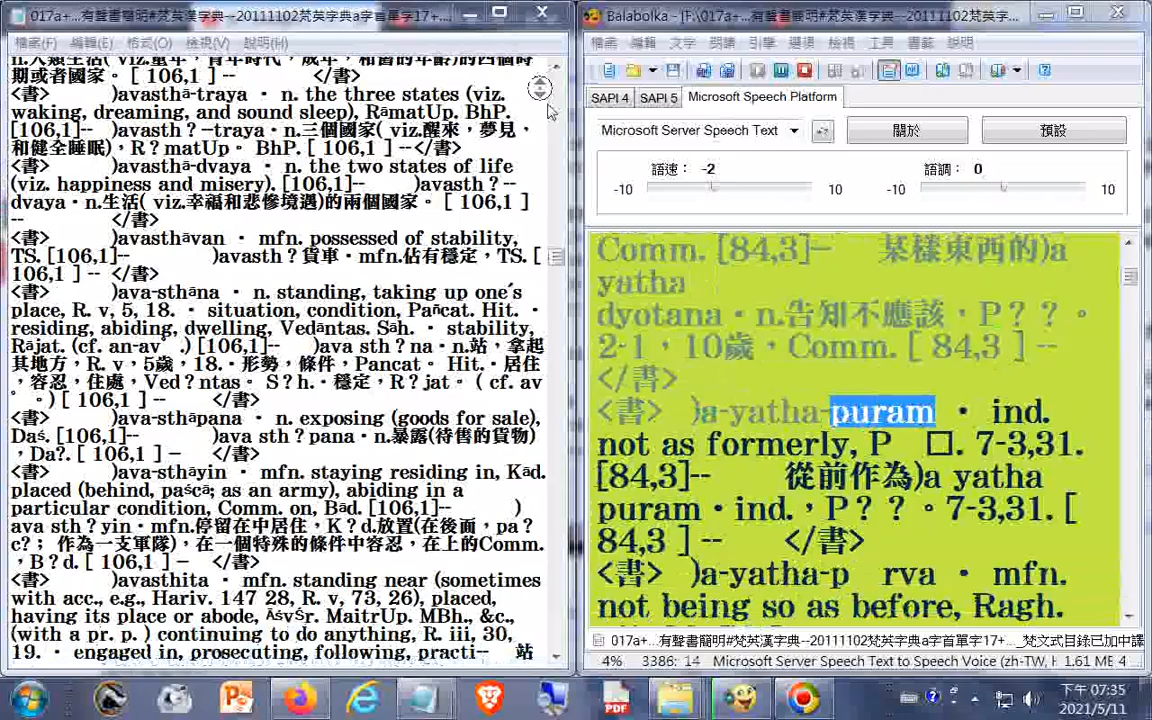 017a+...有聲書簡明#梵英漢字典--20111102梵英字典a字首單字17+...
檔案(F) 編輯(E) 格式(O) 檢視(V) 說明(H)
期或者國家。 [ 106,1 ] -- </書>
<書> )avasthā-traya · n. the three states (viz.
waking, dreaming, and sound sleep), RāmatUp. BhP.
[106,1]-- )avasth ? –traya · n.三個國家( viz.醒來，夢見，
和健全睡眠)，R ? matUp。 BhP. [ 106,1 ] --</書>
<書> )avasthā-dvaya · n. the two states of life
(viz. happiness and misery). [106,1]-- )avasth ? --
dvaya · n.生活( viz.幸福和悲慘境遇)的兩個國家。 [ 106,1 ]
-- </書>
<書> )avasthāvan · mfn. possessed of stability,
TS. [106,1]-- )avasth ? 貨車 · mfn.佔有穩定，TS. [
106,1 ] -- </書>
<書> )ava-sthāna · n. standing, taking up one's
place, R. v, 5, 18. · situation, condition, Pañcat. Hit. ·
residing, abiding, dwelling, Vedāntas. Sāh. · stability,
Rājat. (cf. an-av° .) [106,1]-- )ava sth ? na · n.站，拿起
其地方，R. v，5歲，18. · 形勢，條件，Pancat。 Hit. · 居住
，容忍，住處，Ved ? ntas。 S ? h. · 穩定，R ? jat。 ( cf. av
°。) [ 106,1 ] -- </書>
<書> )ava-sthāpana · n. exposing (goods for sale),
Daś. [106,1]-- )ava sth ? pana · n.暴露(待售的貨物)
，Da?. [ 106,1 ] -- </書>
<書> )ava-sthāyin · mfn. staying residing in, Kād.
placed (behind, paścā; as an army), abiding in a
particular condition, Comm. on, Bād. [106,1]-- )
ava sth ? yin · mfn.停留在中居住，K ? d.放置(在後面，pa ?
c?； 作為一支軍隊)，在一個特殊的條件中容忍，在上的Comm.
，B ? d. [ 106,1 ] -- </書>
<書> )avasthita · mfn. standing near (sometimes
with acc., e.g., Hariv. 147 28, R. v, 73, 26), placed,
having its place or abode, ĀśvŚr. MaitrUp. MBh., &c.,
(with a pr. p. ) continuing to do anything, R. iii, 30,
19. · engaged in, prosecuting, following, practi-- 站
Balabolka - [F:\017a+...有聲書簡明#梵英漢字典--20111102梵英字...
檔案 編輯 文字 朗讀 引擎 選項 檢視 工具 書籤 說明
SAPI 4 SAPI 5 Microsoft Speech Platform
Microsoft Server Speech Text 關於 預設
語速： -2 語調： 0
-10 10 -10 10
Comm. [84,3]-- 某樣東西的)a
yatha
dyotana · n.告知不應該，P ? ? 。
2-1，10歲，Comm. [ 84,3 ] --
</書>
<書> )a-yatha-puram · ind.
not as formerly, P □. 7-3,31.
[84,3]-- 從前作為)a yatha
puram · ind.，P ? ? 。7-3,31. [
84,3 ] -- </書>
<書> )a-yatha-p rva · mfn.
not being so as before, Ragh.
017a+...有聲書簡明#梵英漢字典--20111102梵英字典a字首單字17+..._梵文式目錄已加中譯
4% 3386: 14 Microsoft Server Speech Text to Speech Voice (zh-TW, H 1.61 MB 4
PDF
下午 07:35
2021/5/11